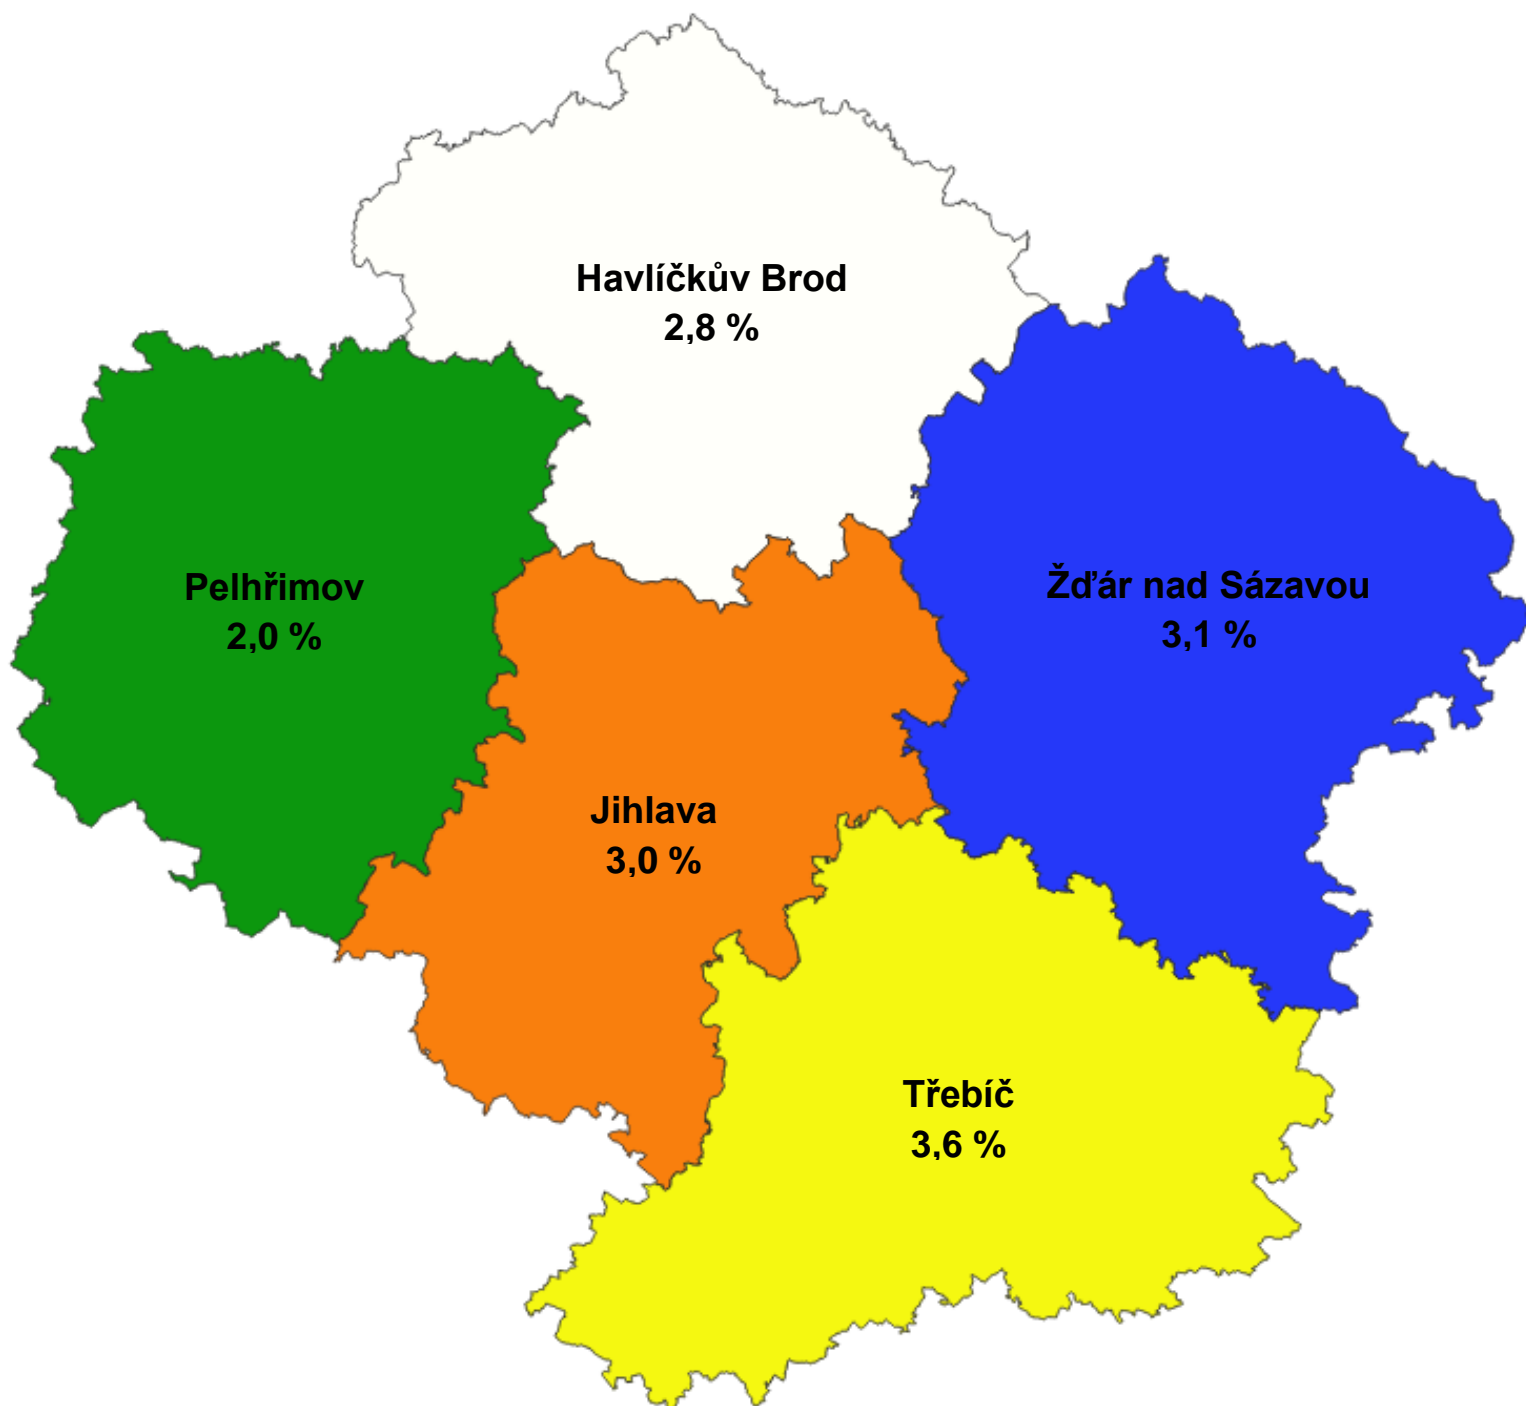 Havlíčkův Brod
2,8 %
Pelhřimov
2,0 %
Žďár nad Sázavou
3,1 %
Jihlava
3,0 %
Třebíč
3,6 %